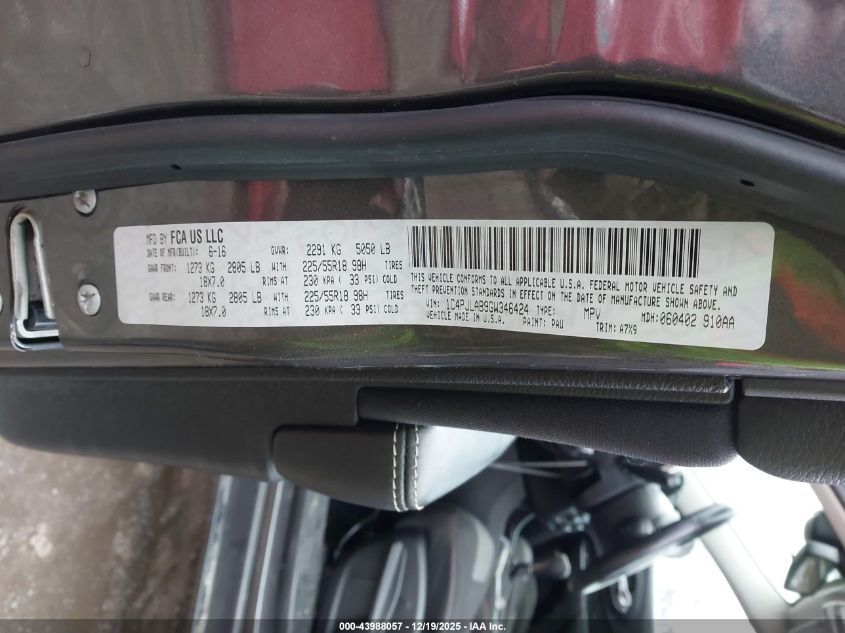 MFD BY FCA US LLC
DATE OF MFR(BUILT): 6-16 GVWR: 2291 KG 5050 LB
GAWR FRONT: 1273 KG 2805 LB WITH 225/55R18 98H TIRES
18X7.0 RIMS AT 230 KPA ( 33 PSI) COLD
GAWR REAR: 1273 KG 2805 LB WITH 225/55R18 98H TIRES
18X7.0 RIMS AT 230 KPA ( 33 PSI) COLD
THIS VEHICLE CONFORMS TO ALL APPLICABLE U.S.A. FEDERAL MOTOR VEHICLE SAFETY AND
THEFT PREVENTION STANDARDS IN EFFECT ON THE DATE OF MANUFACTURE SHOWN ABOVE.
VIN: 1C4PJLAB9GW346424 TYPE: MPV MDH: 060402 910AA
VEHICLE MADE IN U.S.A. PAINT: PAU TRIM: A7X9
000-43988057 - 12/19/2025 - IAA Inc.